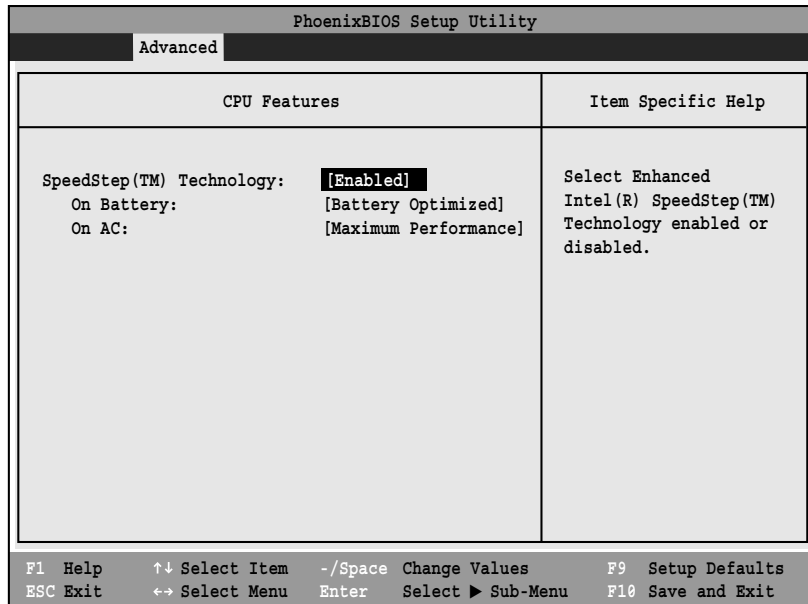 PhoenixBIOS Setup Utility
Advanced
CPU Features
Item Specific Help
SpeedStep(TM) Technology: [Enabled]
On Battery: [Battery Optimized]
On AC: [Maximum Performance]
Select Enhanced
Intel(R) SpeedStep(TM)
Technology enabled or
disabled.
F1 Help ↑↓ Select Item -/Space Change Values F9 Setup Defaults
ESC Exit ←→ Select Menu Enter Select ▶ Sub-Menu F10 Save and Exit